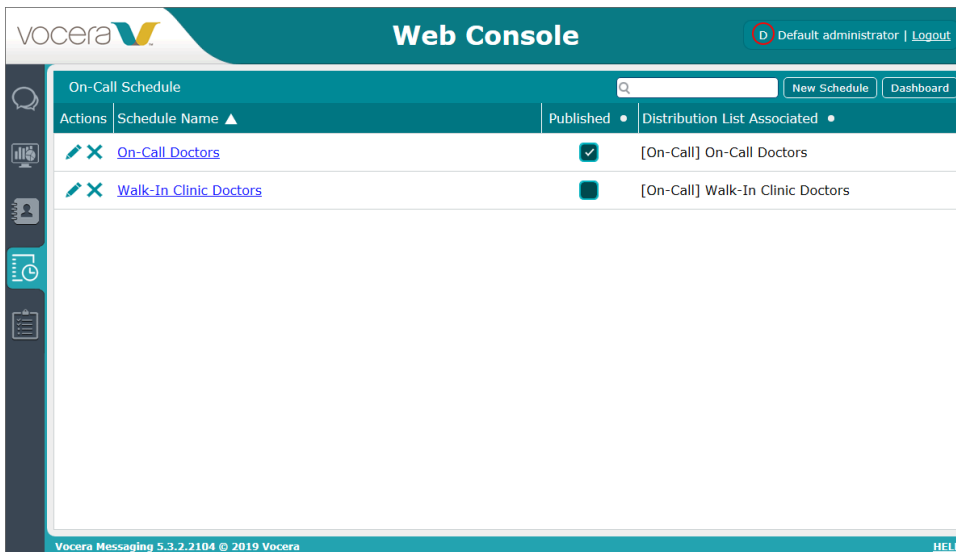 vocera
Web Console
D Default administrator | Logout
On-Call Schedule
New Schedule Dashboard
Actions Schedule Name Published Distribution List Associated
On-Call Doctors [On-Call] On-Call Doctors
Walk-In Clinic Doctors [On-Call] Walk-In Clinic Doctors
Vocera Messaging 5.3.2.2104 © 2019 Vocera
HELP